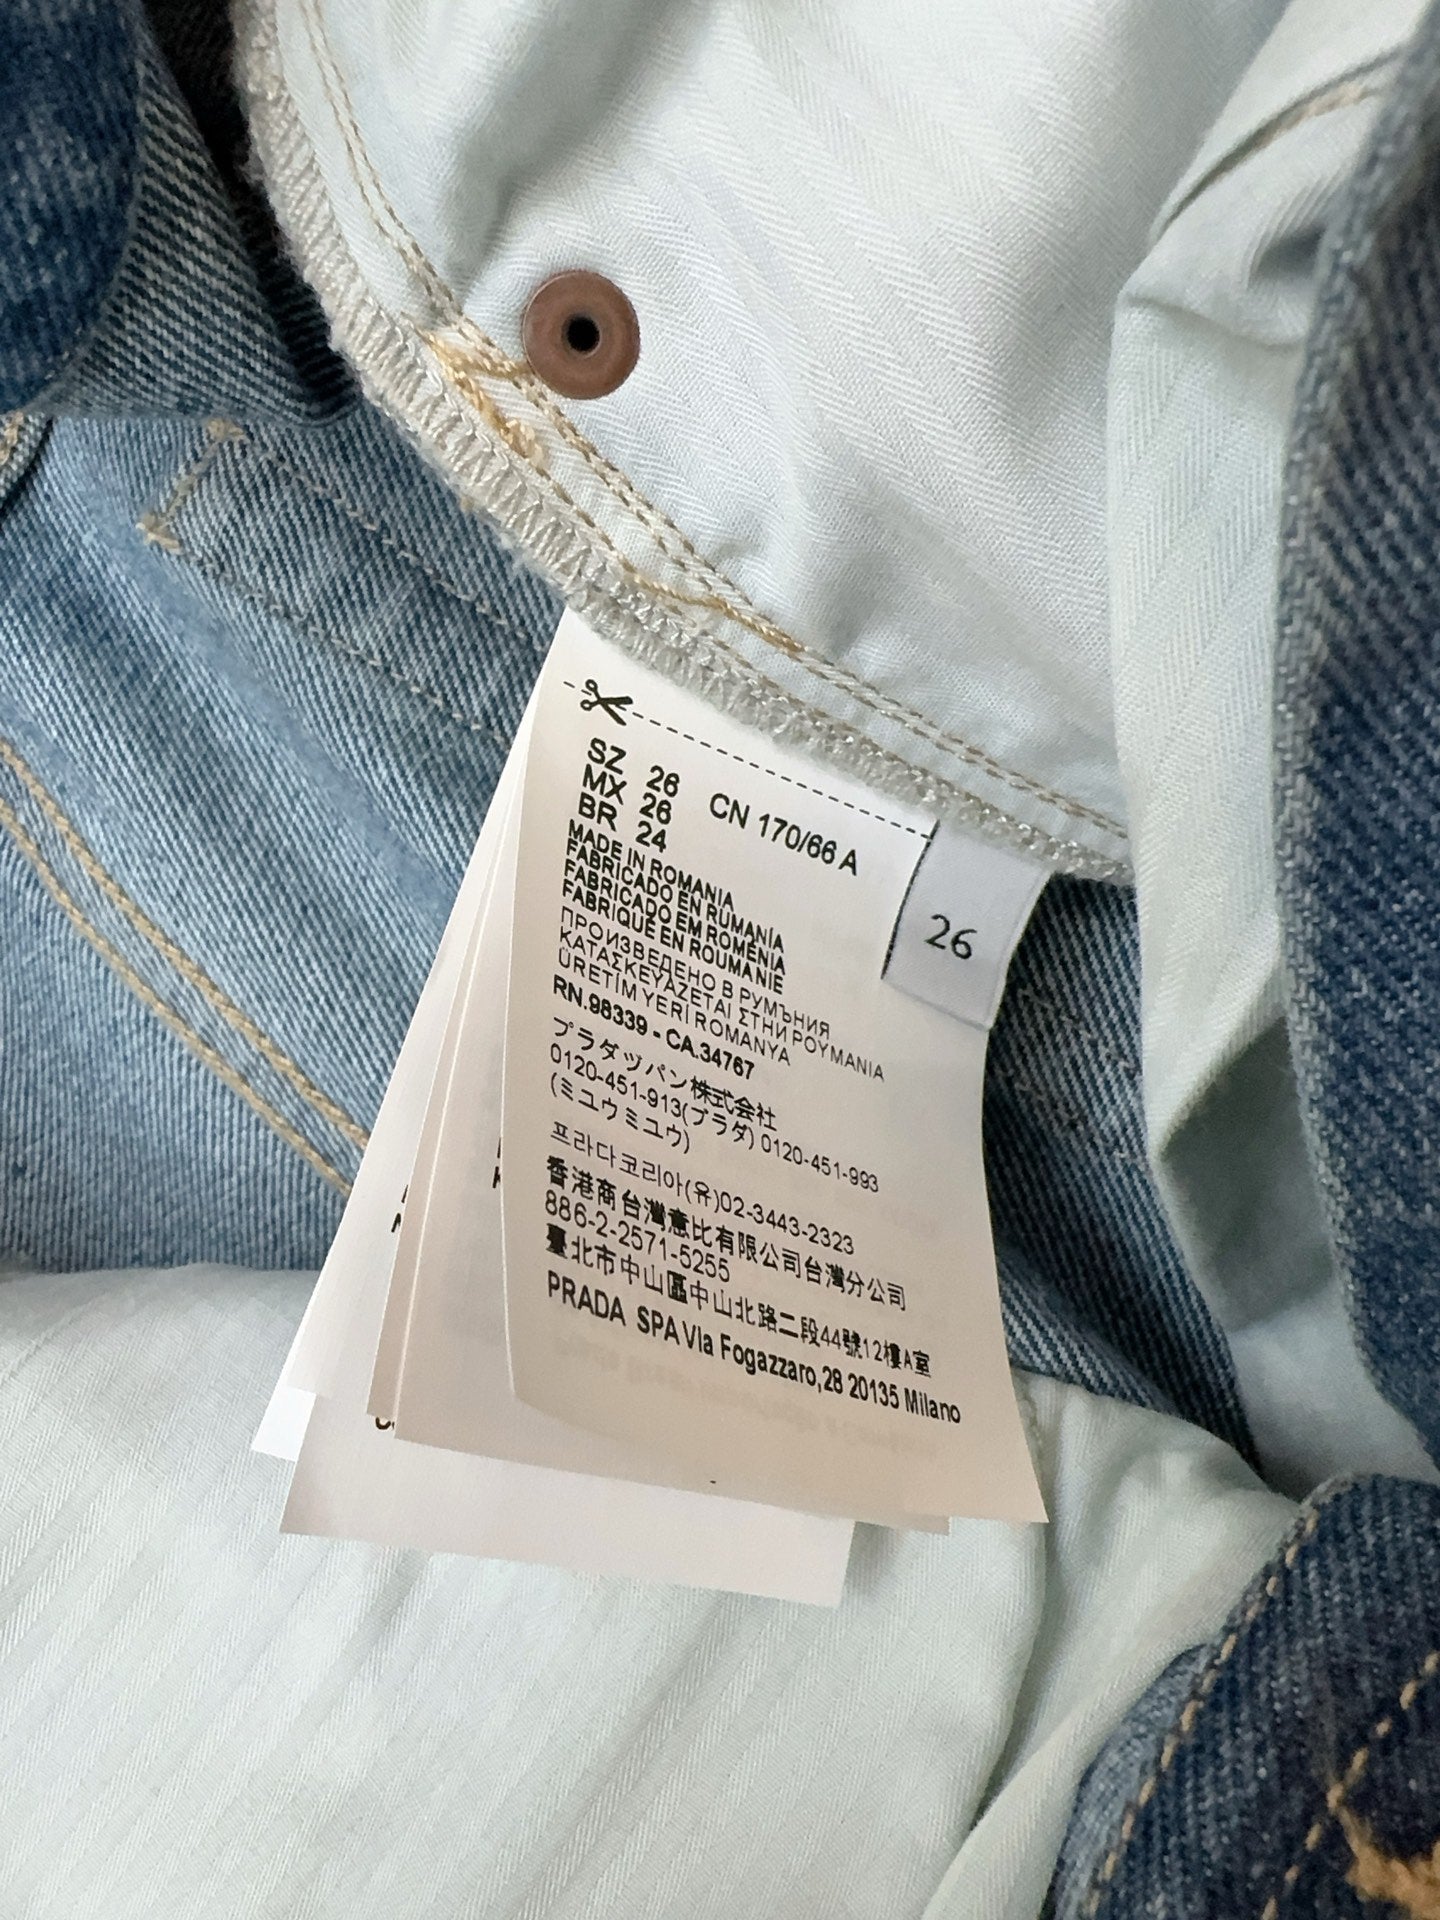 SZ 26 CN 170/66 A
MX 26
BR 24
MADE IN ROMANIA
FABRICADO EN RUMANÍA
FABRICADO EM ROMÉNIA
FABRIQUÉ EN ROUMANIE
ПРОИЗВЕДЕНО В РУМЪНИЯ
ΚΑΤΑΣΚΕΥΑΖΕΤΑΙ ΣΤΗΝ ΡΟΥΜΑΝΙΑ
ÜRETİM YERİ ROMANYA
RN.98339 - CA.34767
プラダジャパン株式会社
0120-451-913(プラダ) 0120-451-993
(ミユウミユウ)
프라다코리아(유)02-3443-2323
香港商台灣意比有限公司台灣分公司
886-2-2571-5255
臺北市中山區中山北路二段44號12樓A室
PRADA SPA Via Fogazzaro,28 20135 Milano
26